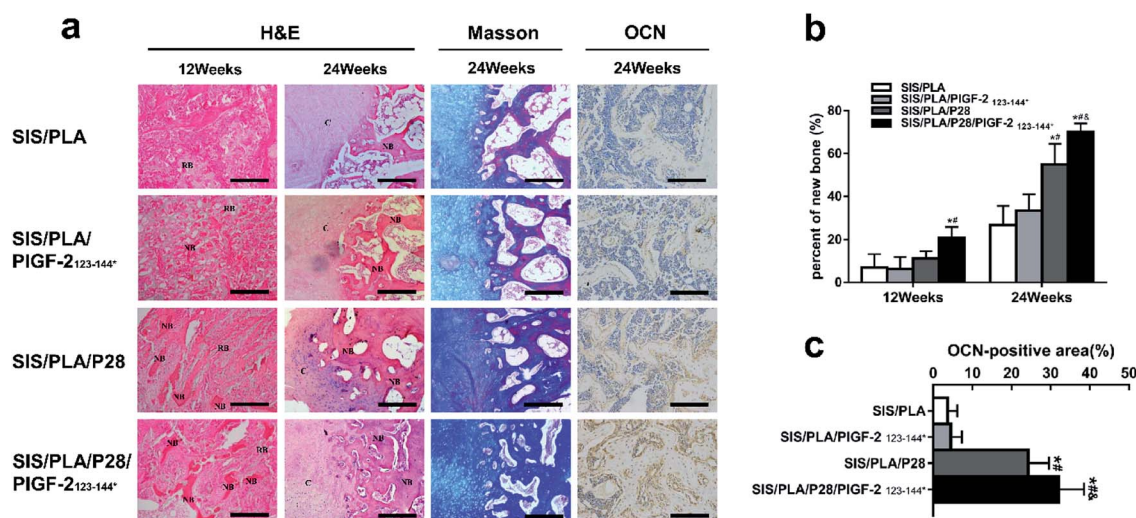 a
H&E Masson OCN
12Weeks 24Weeks 24Weeks 24Weeks
SIS/PLA
RB
C
NB
SIS/PLA/
PIGF-2123-144*
RB
NB
C
NB
NB
SIS/PLA/P28
NB
NB
RB
NB
NB
NB
C
NB
SIS/PLA/P28/
PIGF-2123-144*
NB
RB
NB
NB
NB
NB
C
NB
b
SIS/PLA
SIS/PLA/PIGF-2 123-144*
SIS/PLA/P28
SIS/PLA/P28/PIGF-2 123-144*
percent of new bone (%)
80
60
40
20
0
*#
*#
*#&
12Weeks 24Weeks
c
OCN-positive area(%)
0 10 20 30 40 50
SIS/PLA
SIS/PLA/PIGF-2 123-144*
SIS/PLA/P28
*#
SIS/PLA/P28/PIGF-2 123-144*
*#&